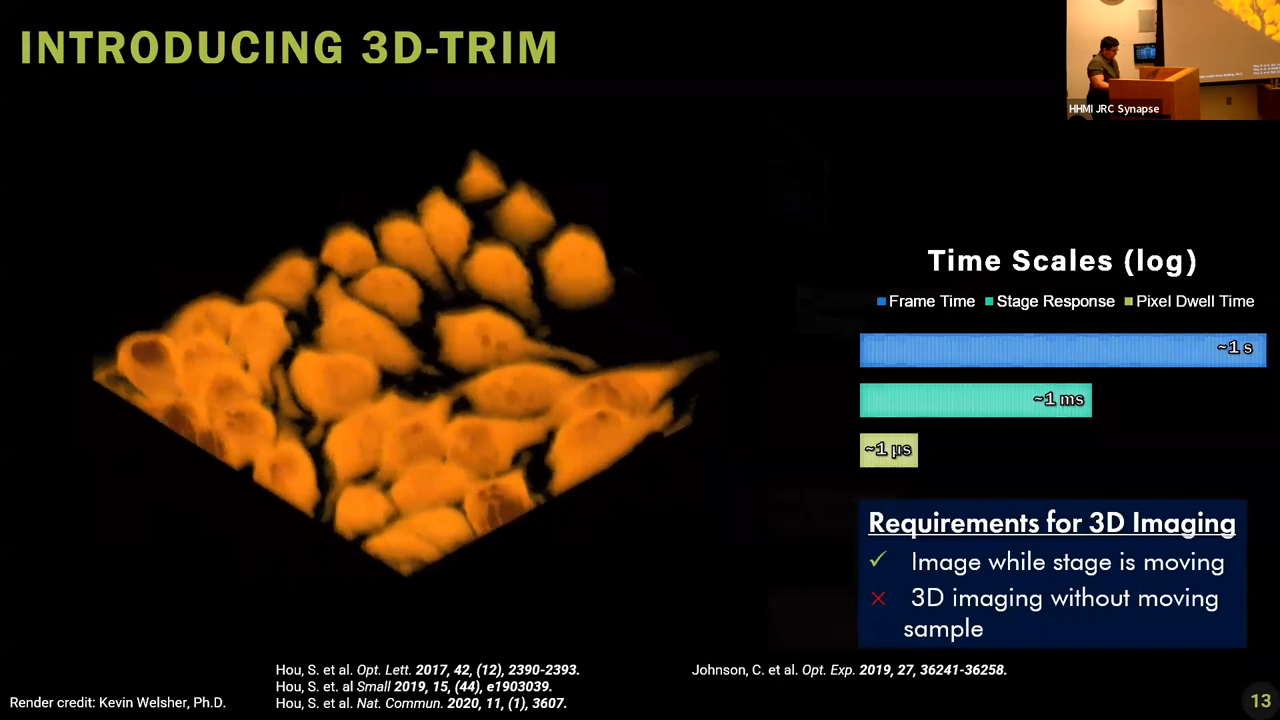 INTRODUCING 3D-TRIM
HHMI JRC Synapse
Time Scales (log)
Frame Time Stage Response Pixel Dwell Time
~1 s
~1 ms
~1 µs
Requirements for 3D Imaging
✓ Image while stage is moving
× 3D imaging without moving
sample
Hou, S. et al. Opt. Lett. 2017, 42, (12), 2390-2393.
Hou, S. et. al Small 2019, 15, (44), e1903039.
Hou, S. et al. Nat. Commun. 2020, 11, (1), 3607.
Johnson, C. et al. Opt. Exp. 2019, 27, 36241-36258.
Render credit: Kevin Welsher, Ph.D.
13